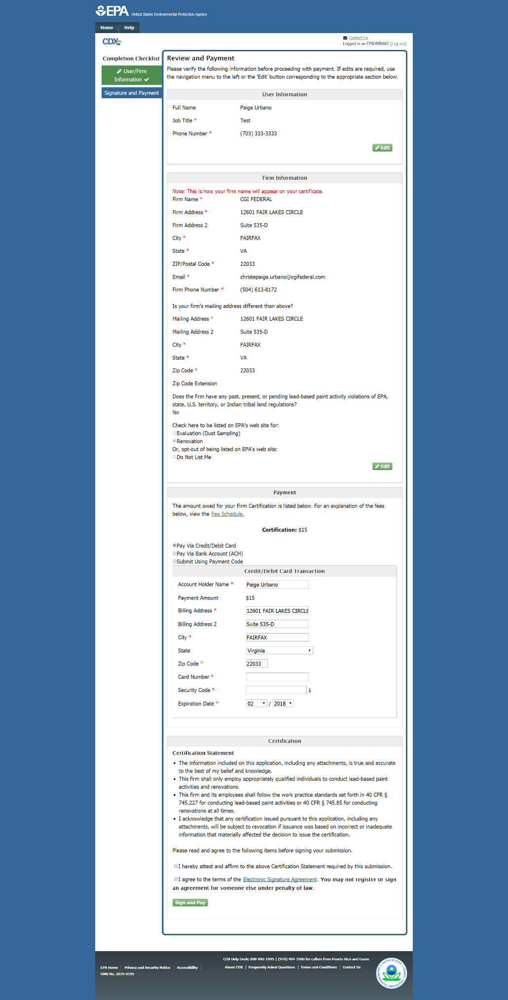 EPA United States Environmental Protection Agency
Home Help
CDX
Contact Us
Logged in as CPSURBANO (Log out)
Completion Checklist
User/Firm
Information
Signature and Payment
Review and Payment
Please verify the following information before proceeding with payment. If edits are required, use
the navigation menu to the left or the 'Edit' button corresponding to the appropriate section below.
User Information
Full Name Paige Urbano
Job Title * Test
Phone Number * (703) 333-3333
Edit
Firm Information
Note: This is how your firm name will appear on your certificate.
Firm Name * CGI FEDERAL
Firm Address * 12601 FAIR LAKES CIRCLE
Firm Address 2 Suite 535-D
City * FAIRFAX
State * VA
ZIP/Postal Code * 22033
Email * christepaige.urbano@cgifederal.com
Firm Phone Number * (504) 613-8172
Is your firm's mailing address different than above?
Mailing Address * 12601 FAIR LAKES CIRCLE
Mailing Address 2 Suite 535-D
City * FAIRFAX
State * VA
Zip Code * 22033
Zip Code Extension
Does the firm have any past, present, or pending lead-based paint activity violations of EPA,
state, U.S. territory, or Indian tribal land regulations?
No
Check here to be listed on EPA's web site for:
Evaluation (Dust Sampling)
Renovation
Or, opt-out of being listed on EPA's web site:
Do Not List Me
Edit
Payment
The amount owed for your Firm Certification is listed below. For an explanation of the fees
below, view the Fee Schedule.
Certification: $15
Pay Via Credit/Debit Card
Pay Via Bank Account (ACH)
Submit Using Payment Code
Credit/Debit Card Transaction
Account Holder Name * Paige Urbano
Payment Amount $15
Billing Address * 12601 FAIR LAKES CIRCLE
Billing Address 2 Suite 535-D
City * FAIRFAX
State Virginia
Zip Code * 22033
Card Number *
Security Code *
Expiration Date * 02 / 2018
Certification
Certification Statement
• The information included on this application, including any attachments, is true and accurate
to the best of my belief and knowledge.
• This firm shall only employ appropriately qualified individuals to conduct lead-based paint
activities and renovations.
• This firm and its employees shall follow the work practice standards set forth in 40 CFR §
745.227 for conducting lead-based paint activities or 40 CFR § 745.85 for conducting
renovations at all times.
• I acknowledge that any certification issued pursuant to this application, including any
attachments, will be subject to revocation if issuance was based on incorrect or inadequate
information that materially affected the decision to issue the certification.
Please read and agree to the following items before signing your submission.
I hereby attest and affirm to the above Certification Statement required by this submission.
I agree to the terms of the Electronic Signature Agreement. You may not register or sign
an agreement for someone else under penalty of law.
Sign and Pay
CDX Help Desk: 888-890-1995 | (970) 494-5500 for callers from Puerto Rico and Guam
EPA Home | Privacy and Security Notice | Accessibility | About CDX | Frequently Asked Questions | Terms and Conditions | Contact Us
OMB No. 2070-0195
UNITED STATES ENVIRONMENTAL PROTECTION AGENCY